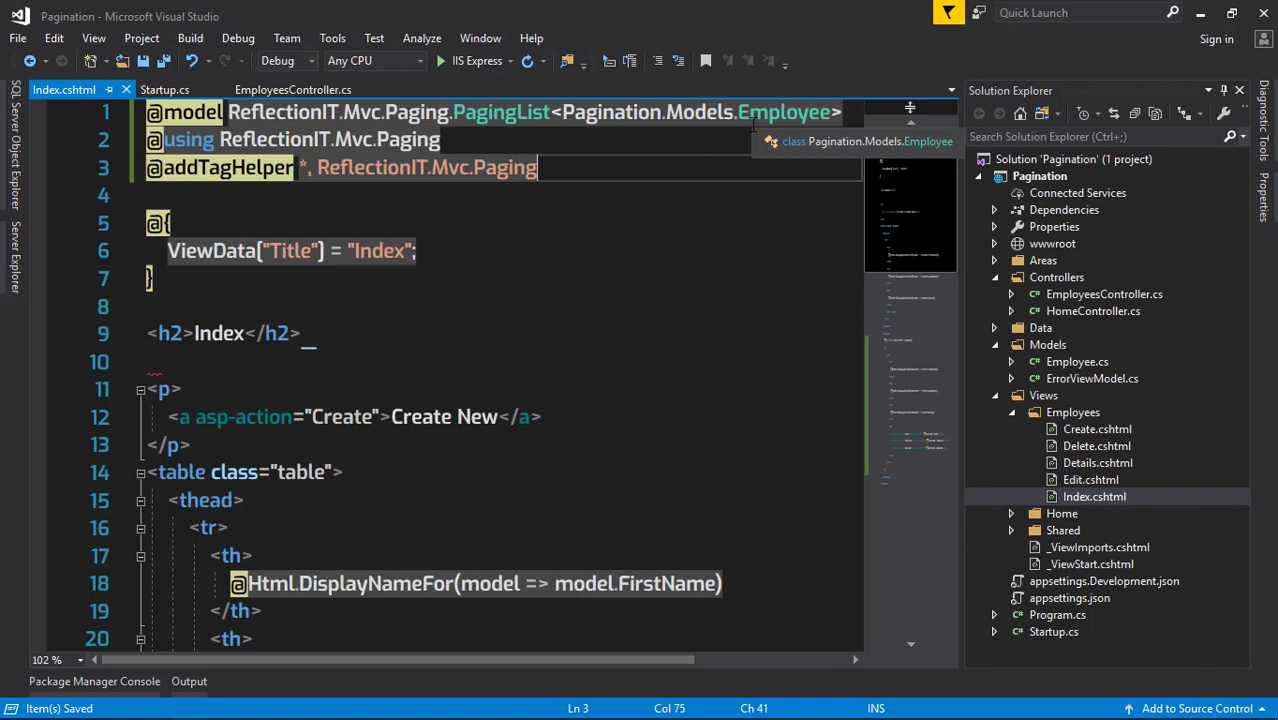 Pagination - Microsoft Visual Studio
Quick Launch
File Edit View Project Build Debug Team Tools Test Analyze Window Help
Sign in
Debug Any CPU IIS Express
Index.cshtml Startup.cs EmployeesController.cs
SQL Server Object Explorer
Server Explorer
1 @model ReflectionIT.Mvc.Paging.PagingList<Pagination.Models.Employee>
2 @using ReflectionIT.Mvc.Paging
class Pagination.Models.Employee
3 @addTagHelper *, ReflectionIT.Mvc.Paging
4
5 @{
6 ViewData["Title"] = "Index";
7 }
8
9 <h2>Index</h2>
10
11 <p>
12 <a asp-action="Create">Create New</a>
13 </p>
14 <table class="table">
15 <thead>
16 <tr>
17 <th>
18 @Html.DisplayNameFor(model => model.FirstName)
19 </th>
20 <th>
102 %
Solution Explorer
Search Solution Explorer (Ctrl+;)
Solution 'Pagination' (1 project)
Pagination
Connected Services
Dependencies
Properties
wwwroot
Areas
Controllers
EmployeesController.cs
HomeController.cs
Data
Models
Employee.cs
ErrorViewModel.cs
Views
Employees
Create.cshtml
Delete.cshtml
Details.cshtml
Edit.cshtml
Index.cshtml
Home
Shared
_ViewImports.cshtml
_ViewStart.cshtml
appsettings.Development.json
appsettings.json
Program.cs
Startup.cs
Diagnostic Tools
Properties
Package Manager Console Output
Item(s) Saved Ln 3 Col 75 Ch 41 INS Add to Source Control